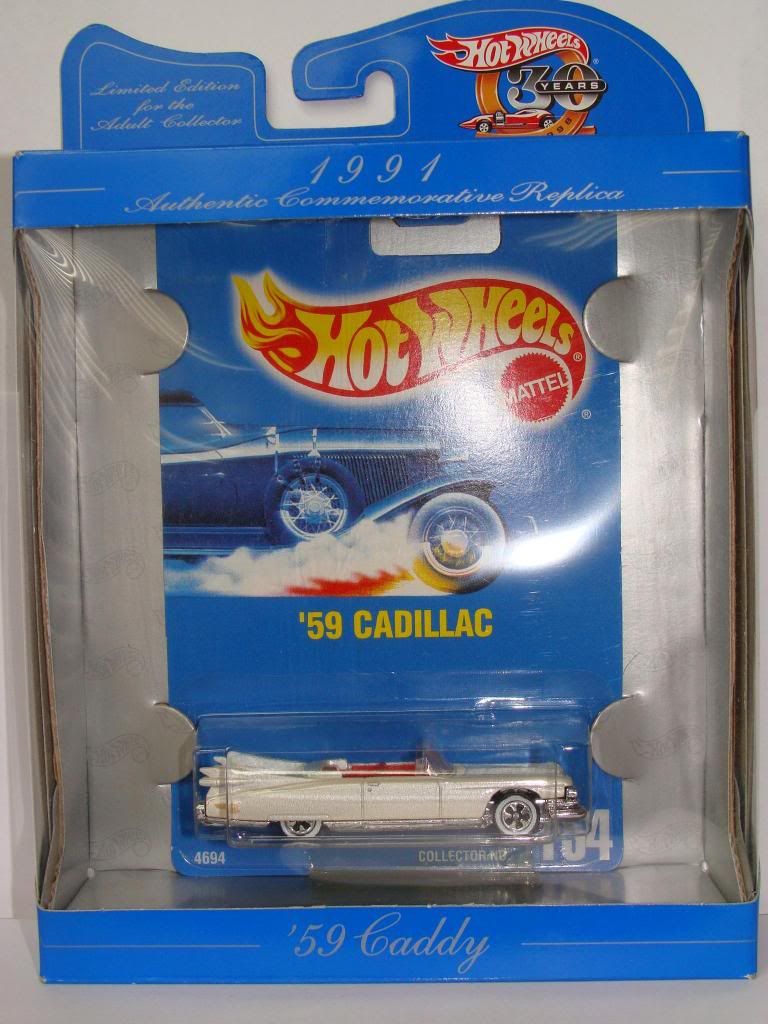 Limited Edition
for the
Adult Collector
HOT WHEELS
30
YEARS
1991
Authentic Commemorative Replica
HOT WHEELS
MATTEL
'59 CADILLAC
4694
COLLECTOR NO.
'59 Caddy